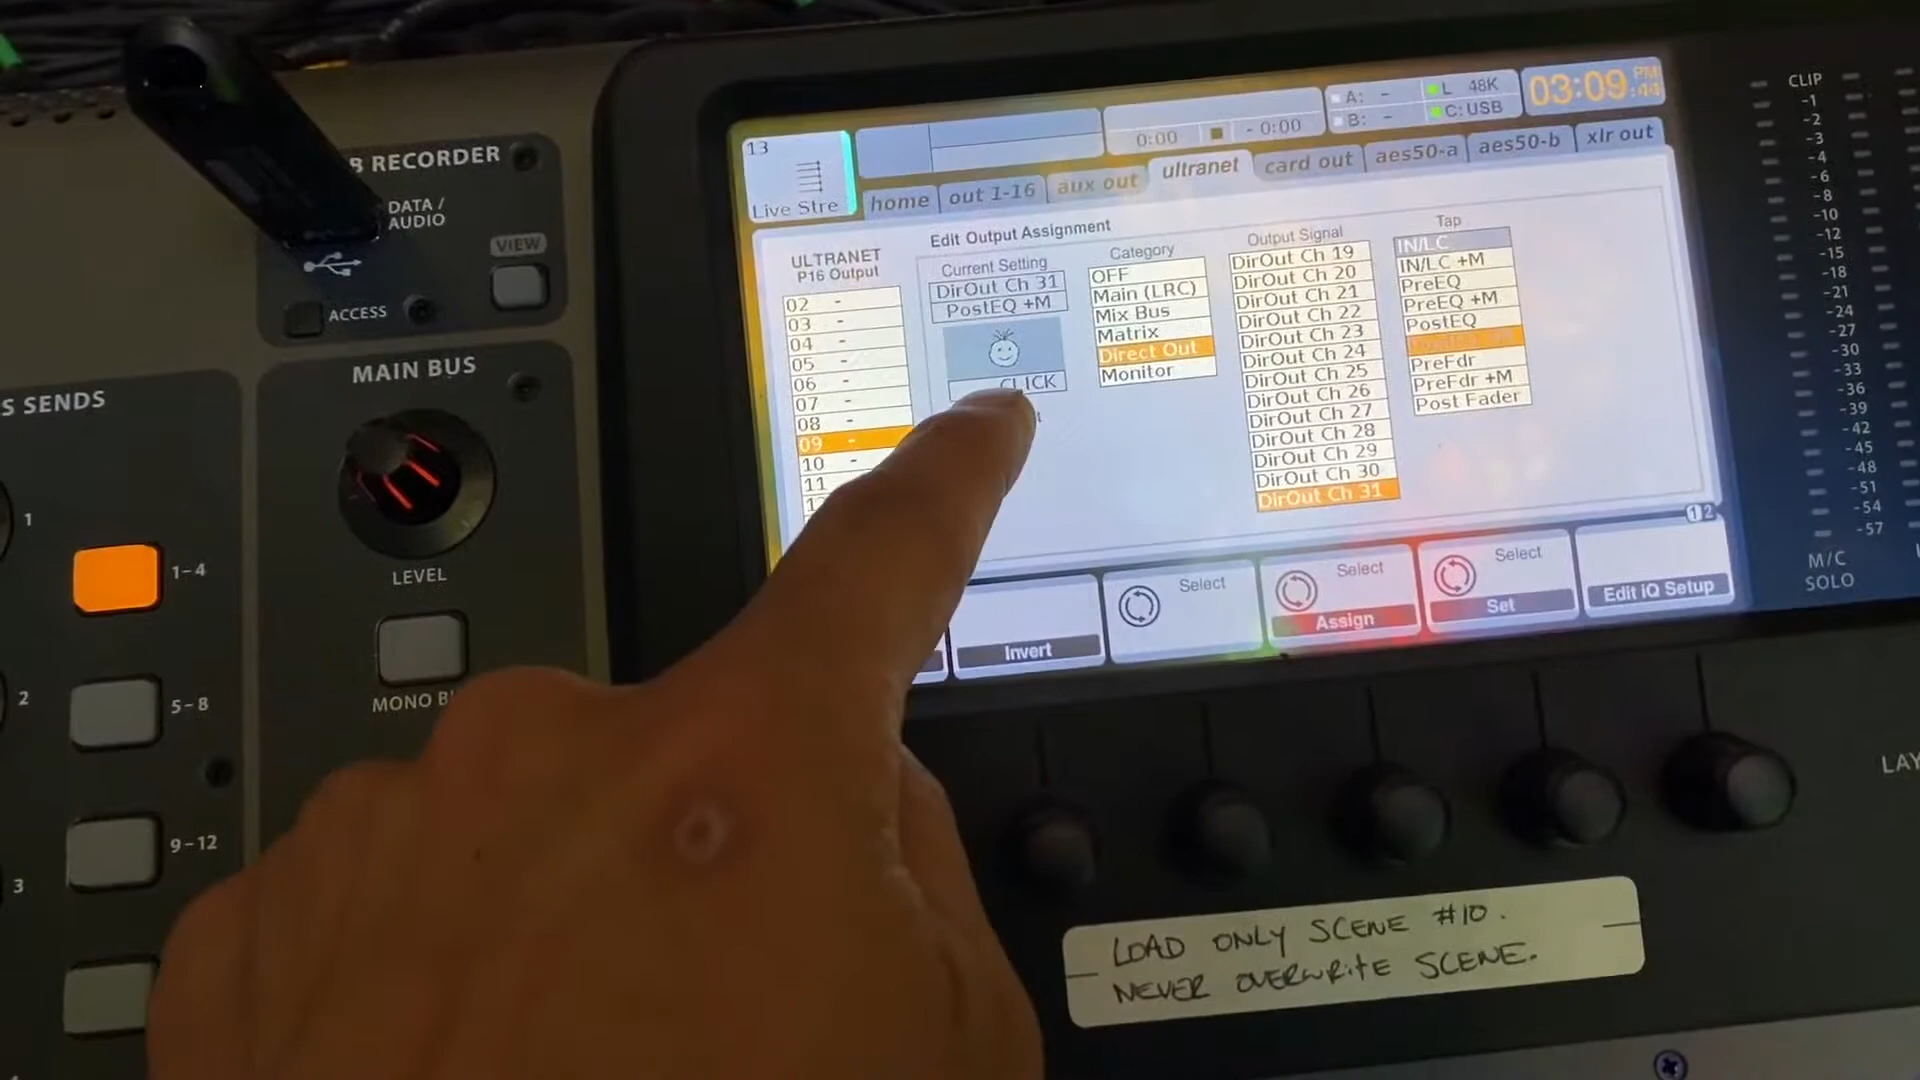 B RECORDER
DATA /
AUDIO
VIEW
ACCESS
S SENDS
MAIN BUS
1
1-4
LEVEL
2
5-8
9-12
3
13
Live Stre
0:00 - 0:00
A: -
B: -
L 48K
C: USB
03:09 PM
:44
home
out 1-16
aux out
ultranet
card out
aes50-a
aes50-b
xlr out
ULTRANET
P16 Output
02 -
03 -
04 -
05 -
06 -
07 -
08 -
09 -
10 -
11
Edit Output Assignment
Current Setting
DirOut Ch 31
PostEQ +M
CLICK
Category
OFF
Main (LRC)
Mix Bus
Matrix
Direct Out
Monitor
Output Signal
DirOut Ch 19
DirOut Ch 20
DirOut Ch 21
DirOut Ch 22
DirOut Ch 23
DirOut Ch 24
DirOut Ch 25
DirOut Ch 26
DirOut Ch 27
DirOut Ch 28
DirOut Ch 29
DirOut Ch 30
DirOut Ch 31
Tap
IN/LC
IN/LC +M
PreEQ
PreEQ +M
PostEQ
PreFdr
PreFdr +M
Post Fader
12
Invert
Select
Select
Assign
Select
Set
Edit iQ Setup
CLIP
-1
-2
-3
-4
-6
-8
-10
-12
-15
-18
-21
-24
-27
-30
-33
-36
-39
-42
-45
-48
-51
-54
-57
M/C
SOLO
MONO B
LAY
LOAD ONLY SCENE #10.
NEVER OVERWRITE SCENE.